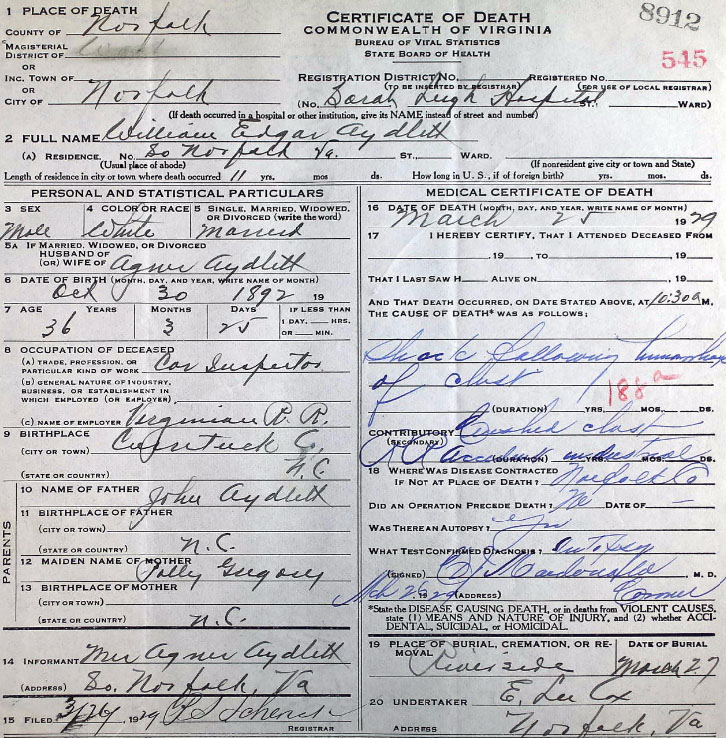 8912
545
CERTIFICATE OF DEATH
COMMONWEALTH OF VIRGINIA
BUREAU OF VITAL STATISTICS
STATE BOARD OF HEALTH
1 PLACE OF DEATH
COUNTY OF Norfolk
MAGISTERIAL
DISTRICT OF
OR
INC. TOWN OF
OR
CITY OF Norfolk
REGISTRATION DISTRICT NO. REGISTERED NO.
(TO BE INSERTED BY REGISTRAR) (FOR USE OF LOCAL REGISTRAR)
(No. Sarah Leigh Hospital ST. WARD)
(If death occurred in a hospital or other institution, give its NAME instead of street and number)
2 FULL NAME William Edgar Aydlett
(A) RESIDENCE. No. So Norfolk Va. ST., WARD.
(Usual place of abode) (If nonresident give city or town and State)
Length of residence in city or town where death occurred 11 yrs. mos ds. How long in U. S., if of foreign birth? yrs. mos. ds.
PERSONAL AND STATISTICAL PARTICULARS
3 SEX 4 COLOR OR RACE 5 SINGLE, MARRIED, WIDOWED, OR DIVORCED (write the word)
Male White Married
5A IF MARRIED, WIDOWED, OR DIVORCED
HUSBAND OF
(OR) WIFE OF Agner Aydlett
6 DATE OF BIRTH (MONTH, DAY, AND YEAR, WRITE NAME OF MONTH)
Oct 30 1892 19
7 AGE YEARS MONTHS DAYS IF LESS THAN
36 3 25 1 DAY, HRS.
OR MIN.
8 OCCUPATION OF DECEASED
(A) TRADE, PROFESSION, OR
PARTICULAR KIND OF WORK Car Inspector
(B) GENERAL NATURE OF INDUSTRY,
BUSINESS, OR ESTABLISHMENT IN
WHICH EMPLOYED (OR EMPLOYER)
(C) NAME OF EMPLOYER Virginian R. R.
9 BIRTHPLACE
(CITY OR TOWN) Currituck C.
(STATE OR COUNTRY) N.C.
PARENTS
10 NAME OF FATHER
John Aydlett
11 BIRTHPLACE OF FATHER
(CITY OR TOWN)
(STATE OR COUNTRY) N.C.
12 MAIDEN NAME OF MOTHER
Polly Gregory
13 BIRTHPLACE OF MOTHER
(CITY OR TOWN)
(STATE OR COUNTRY) N.C.
14 INFORMANT Mrs Agner Aydlett
(ADDRESS) So. Norfolk, Va
15 FILED 3/26 1929 Schenck
REGISTRAR
MEDICAL CERTIFICATE OF DEATH
16 DATE OF DEATH (MONTH, DAY, AND YEAR, WRITE NAME OF MONTH)
March 25 1929
17 I HEREBY CERTIFY, THAT I ATTENDED DECEASED FROM
, 19 , TO , 19
THAT I LAST SAW H ALIVE ON , 19
AND THAT DEATH OCCURRED, ON DATE STATED ABOVE, AT 10:30 a M.
THE CAUSE OF DEATH* WAS AS FOLLOWS:
Shock following hemorrhage
of chest
188a
(DURATION) YRS. MOS. DS.
CONTRIBUTORY Crushed chest
(SECONDARY)
RR Accident industrial
(DURATION) YRS. MOS. DS.
18 WHERE WAS DISEASE CONTRACTED
IF NOT AT PLACE OF DEATH? Norfolk Co
DID AN OPERATION PRECEDE DEATH? No DATE OF
WAS THERE AN AUTOPSY? Yes
WHAT TEST CONFIRMED DIAGNOSIS? Autopsy
(SIGNED) M. D.
Mch 26 1929 (ADDRESS) Coroner
*State the DISEASE CAUSING DEATH, or in deaths from VIOLENT CAUSES,
state (1) MEANS AND NATURE OF INJURY, and (2) whether ACCI-
DENTAL, SUICIDAL, or HOMICIDAL.
19 PLACE OF BURIAL, CREMATION, OR RE- DATE OF BURIAL
MOVAL Riverside March 27
20 UNDERTAKER E. Lee Cox
ADDRESS Norfolk, Va